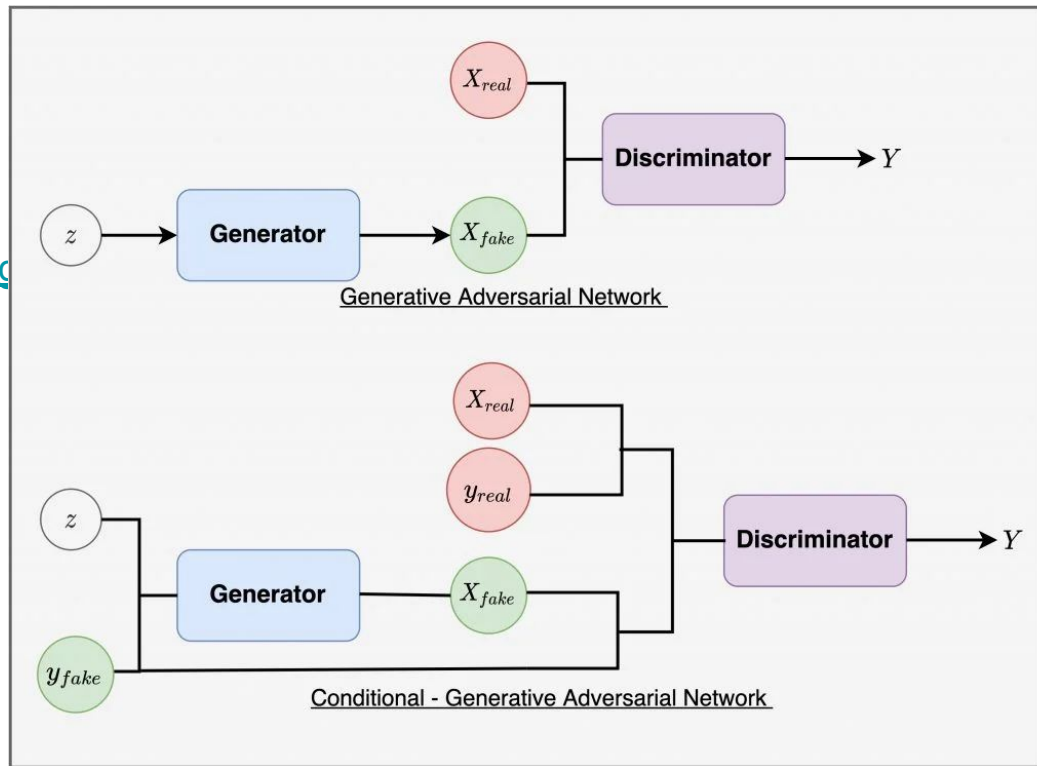 X_real
Discriminator
Y
z
Generator
X_fake
Generative Adversarial Network
X_real
y_real
z
Discriminator
Y
Generator
X_fake
y_fake
Conditional - Generative Adversarial Network